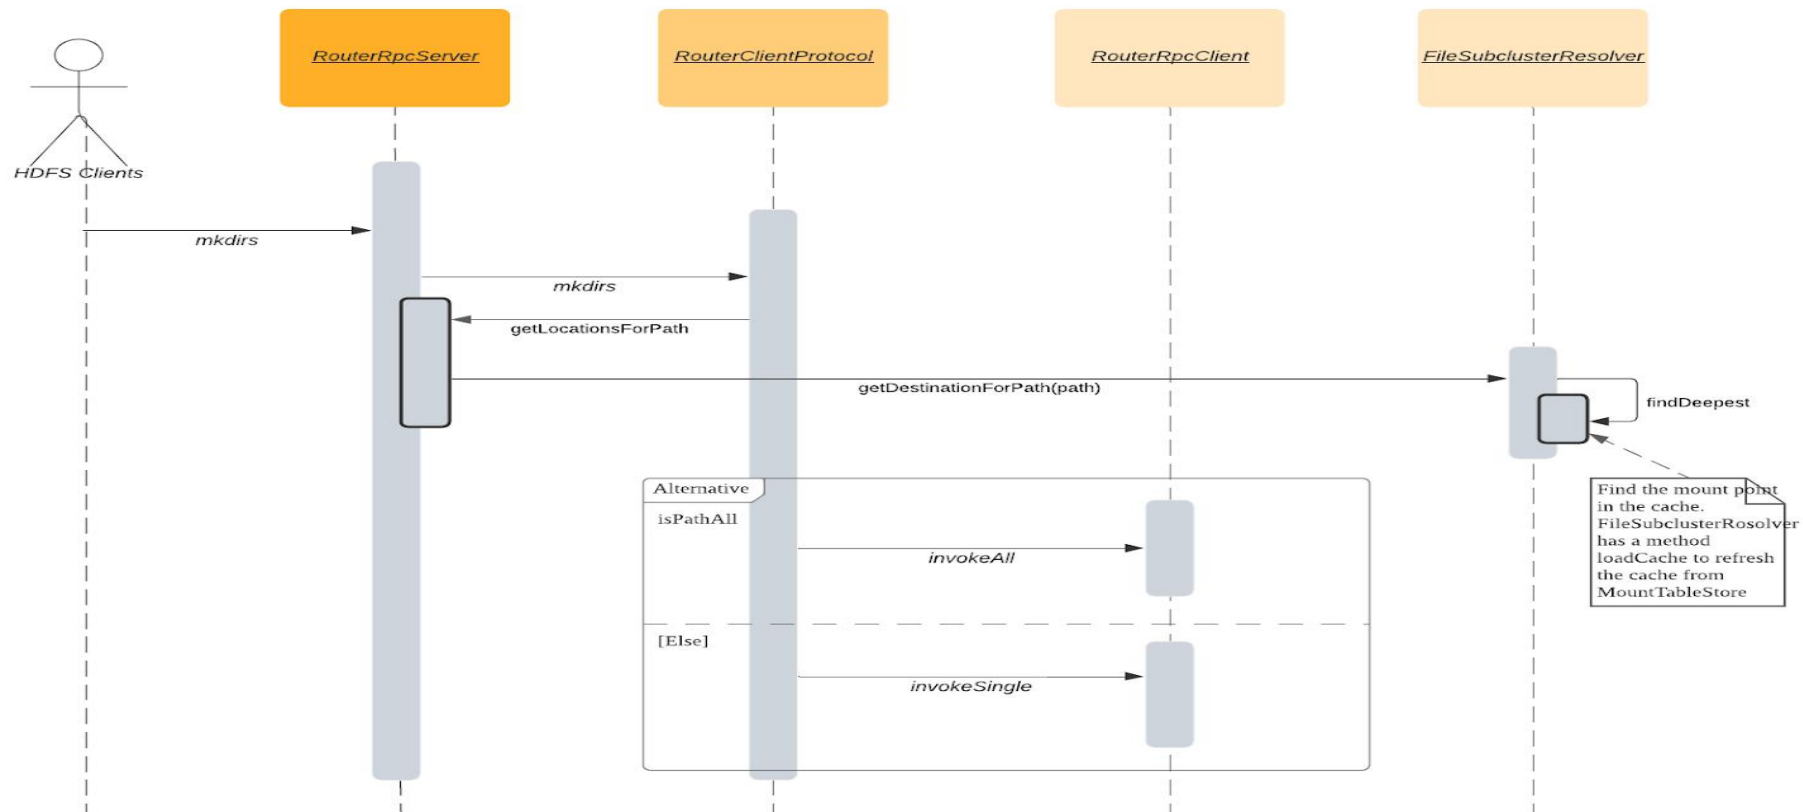 RouterRpcServer
RouterClientProtocol
RouterRpcClient
FileSubclusterResolver
HDFS Clients
mkdirs
mkdirs
getLocationsForPath
getDestinationForPath(path)
findDeepest
Alternative
isPathAll
invokeAll
[Else]
invokeSingle
Find the mount point
in the cache.
FileSubclusterRosolver
has a method
loadCache to refresh
the cache from
MountTableStore